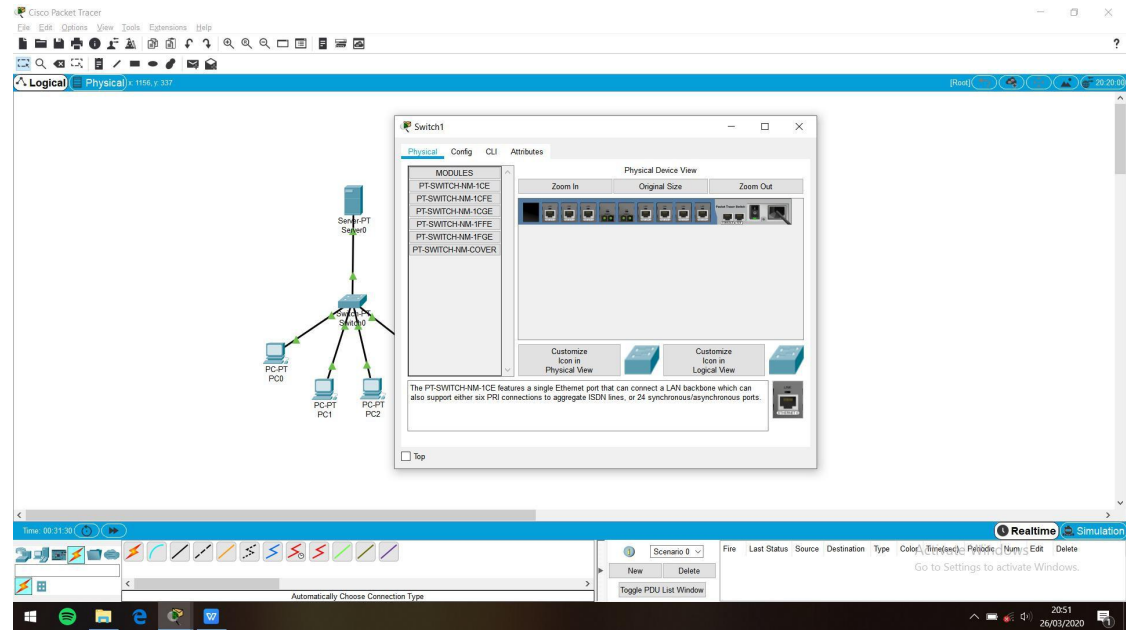 Cisco Packet Tracer
File Edit Options View Tools Extensions Help
?
Logical Physical x: 1156, y: 337
[Root] 20:20:00
Switch1
Physical Config CLI Attributes
MODULES
PT-SWITCH-NM-1CE
PT-SWITCH-NM-1CFE
PT-SWITCH-NM-1CGE
PT-SWITCH-NM-1FFE
PT-SWITCH-NM-1FGE
PT-SWITCH-NM-COVER
Physical Device View
Zoom In Original Size Zoom Out
Customize
Icon in
Physical View
Customize
Icon in
Logical View
The PT-SWITCH-NM-1CE features a single Ethernet port that can connect a LAN backbone which can
also support either six PRI connections to aggregate ISDN lines, or 24 synchronous/asynchronous ports.
Top
Server-PT
Server0
Switch-PT
Switch0
PC-PT
PC0
PC-PT
PC1
PC-PT
PC2
Time: 00:31:30
Realtime Simulation
Automatically Choose Connection Type
Scenario 0
New Delete
Toggle PDU List Window
Fire Last Status Source Destination Type Color Time(sec) Periodic Num Edit Delete
Activate Windows
Go to Settings to activate Windows.
20:51
26/03/2020